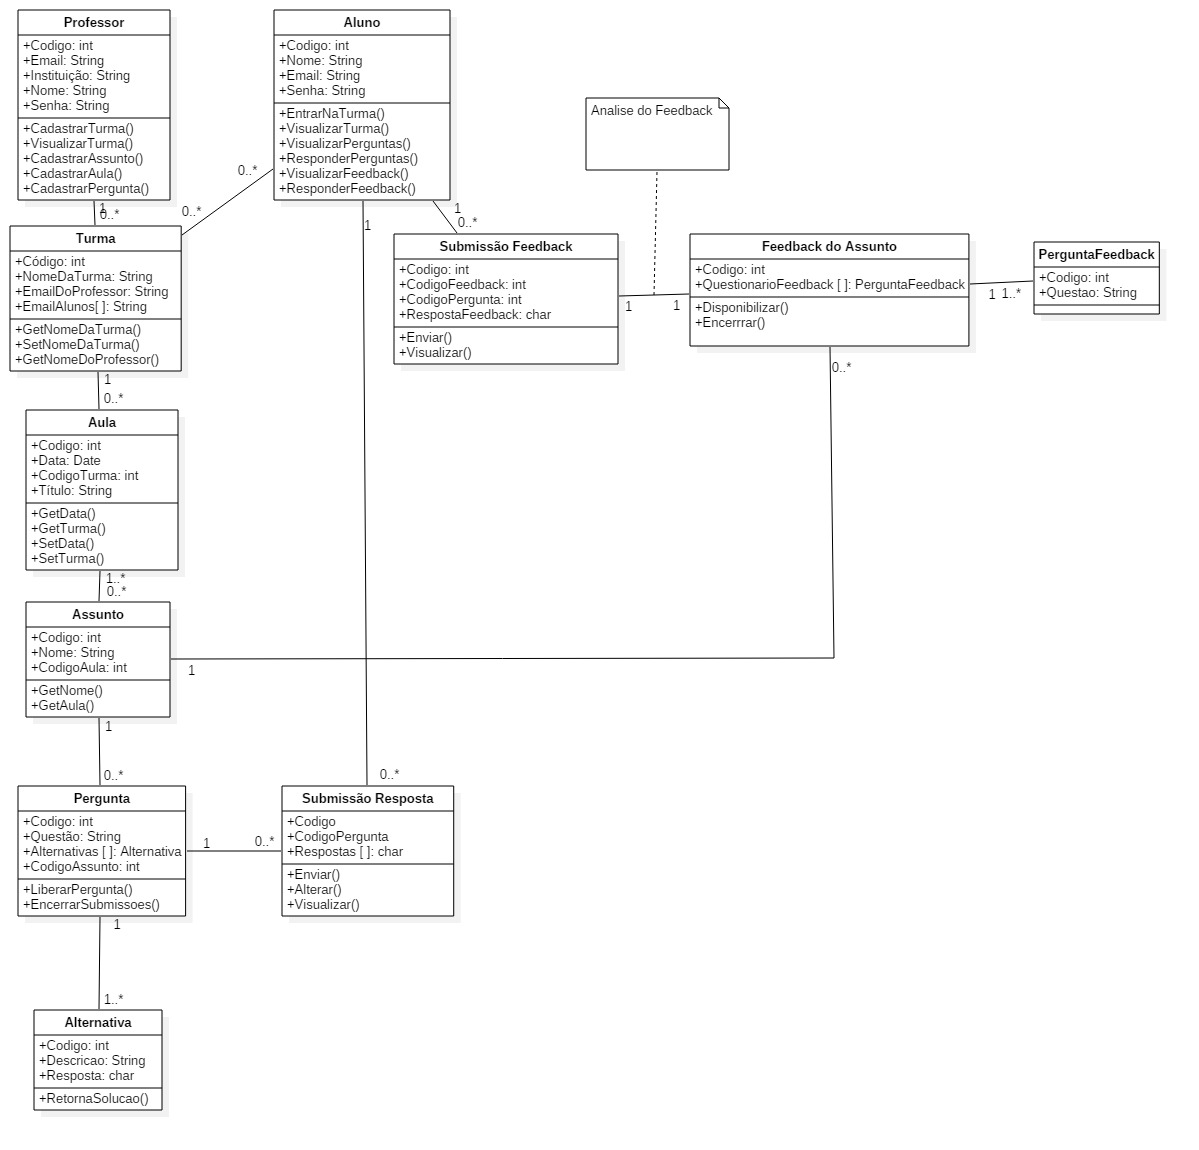 Professor
+Codigo: int
+Email: String
+Instituição: String
+Nome: String
+Senha: String
+CadastrarTurma()
+VisualizarTurma()
+CadastrarAssunto()
+CadastrarAula()
+CadastrarPergunta()
1
0..*
Aluno
+Codigo: int
+Nome: String
+Email: String
+Senha: String
+EntrarNaTurma()
+VisualizarTurma()
+VisualizarPerguntas()
+ResponderPerguntas()
+VisualizarFeedback()
+ResponderFeedback()
0..*
0..*
1
1
0..*
Analise do Feedback
Turma
+Código: int
+NomeDaTurma: String
+EmailDoProfessor: String
+EmailAlunos[ ]: String
+GetNomeDaTurma()
+SetNomeDaTurma()
+GetNomeDoProfessor()
1
0..*
Submissão Feedback
+Codigo: int
+CodigoFeedback: int
+CodigoPergunta: int
+RespostaFeedback: char
+Enviar()
+Visualizar()
1
1
Feedback do Assunto
+Codigo: int
+QuestionarioFeedback [ ]: PerguntaFeedback
+Disponibilizar()
+Encerrrar()
0..*
1
1..*
PerguntaFeedback
+Codigo: int
+Questao: String
Aula
+Codigo: int
+Data: Date
+CodigoTurma: int
+Título: String
+GetData()
+GetTurma()
+SetData()
+SetTurma()
1..*
0..*
Assunto
+Codigo: int
+Nome: String
+CodigoAula: int
+GetNome()
+GetAula()
1
1
0..*
0..*
Pergunta
+Codigo: int
+Questão: String
+Alternativas [ ]: Alternativa
+CodigoAssunto: int
+LiberarPergunta()
+EncerrarSubmissoes()
1
0..*
Submissão Resposta
+Codigo
+CodigoPergunta
+Respostas [ ]: char
+Enviar()
+Alterar()
+Visualizar()
1
1..*
Alternativa
+Codigo: int
+Descricao: String
+Resposta: char
+RetornaSolucao()